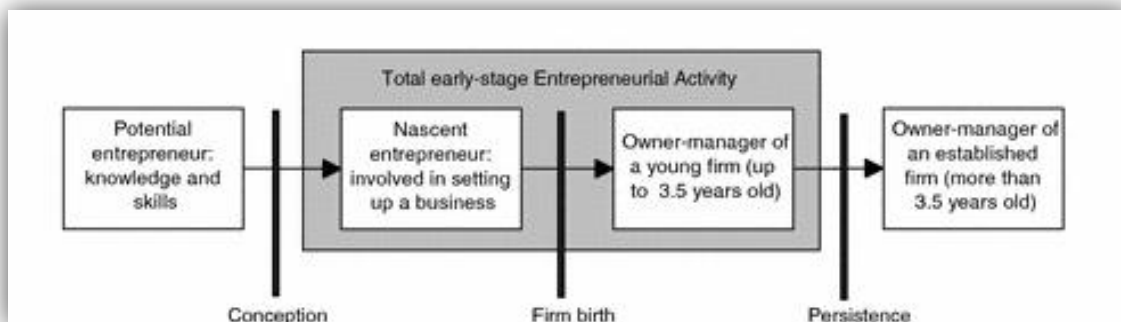 Total early-stage Entrepreneurial Activity
Potential
entrepreneur:
knowledge and
skills
Nascent
entrepreneur:
involved in setting
up a business
Owner-manager of
a young firm (up
to 3.5 years old)
Owner-manager of
an established
firm (more than
3.5 years old)
Conception
Firm birth
Persistence